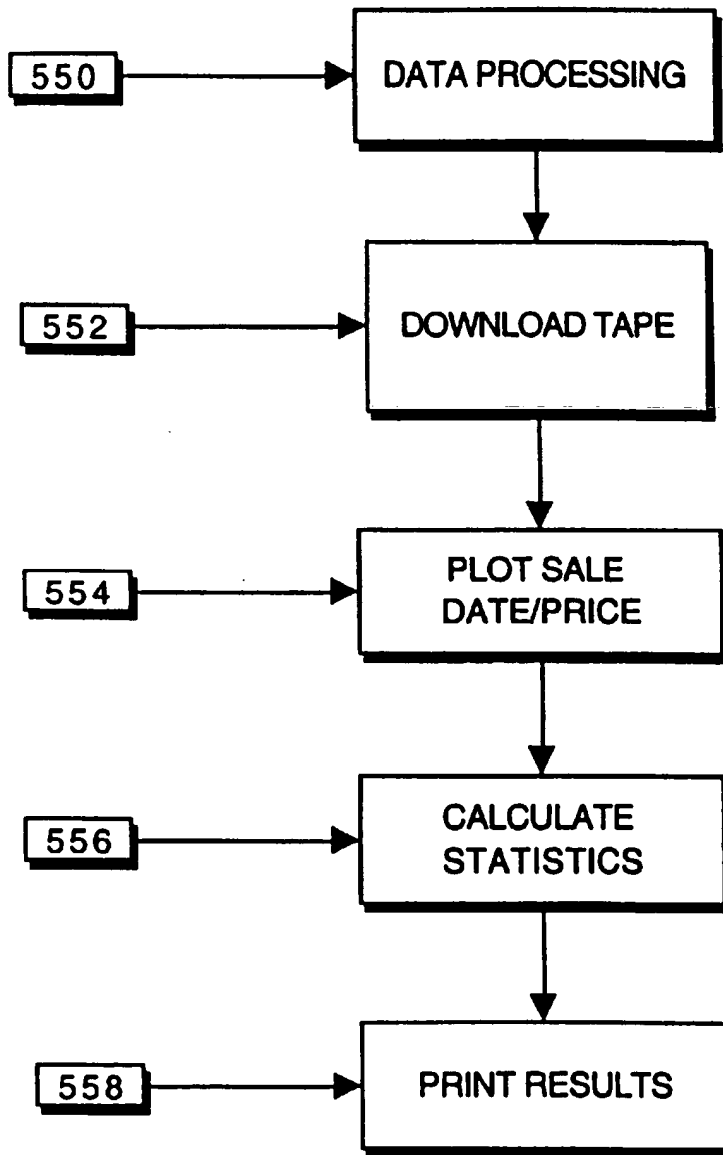 550
DATA PROCESSING
552
DOWNLOAD TAPE
554
PLOT SALE
DATE/PRICE
556
CALCULATE
STATISTICS
558
PRINT RESULTS